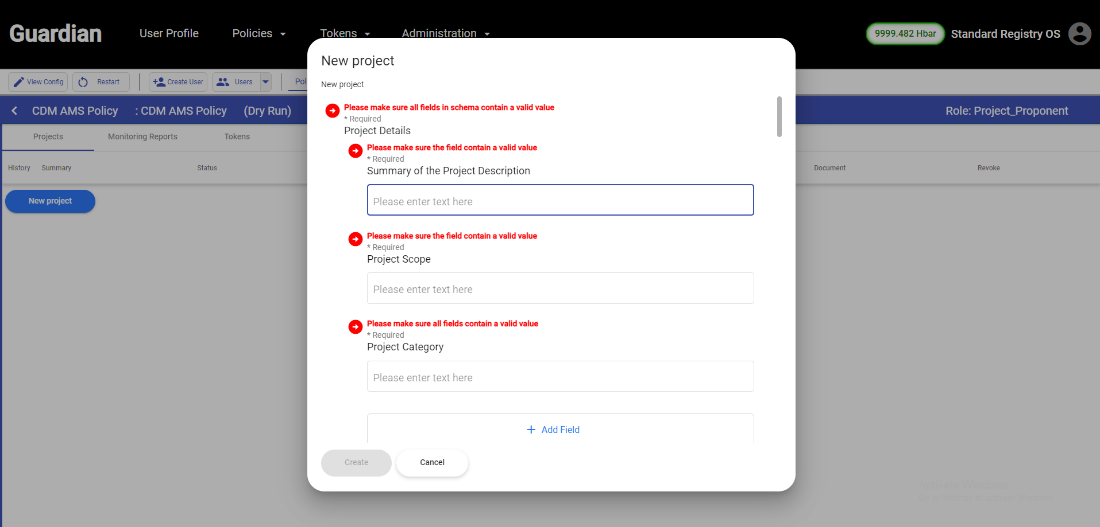 Guardian
User Profile
Policies
Tokens
Administration
9999.482 Hbar
Standard Registry OS
View Config
Restart
Create User
Users
CDM AMS Policy : CDM AMS Policy (Dry Run)
Role: Project_Proponent
Projects
Monitoring Reports
Tokens
History
Summary
Status
Document
Revoke
New project
New project
New project
Please make sure all fields in schema contain a valid value
* Required
Project Details
Please make sure the field contain a valid value
* Required
Summary of the Project Description
Please enter text here
Please make sure the field contain a valid value
* Required
Project Scope
Please enter text here
Please make sure all fields contain a valid value
* Required
Project Category
Please enter text here
+ Add Field
Create
Cancel